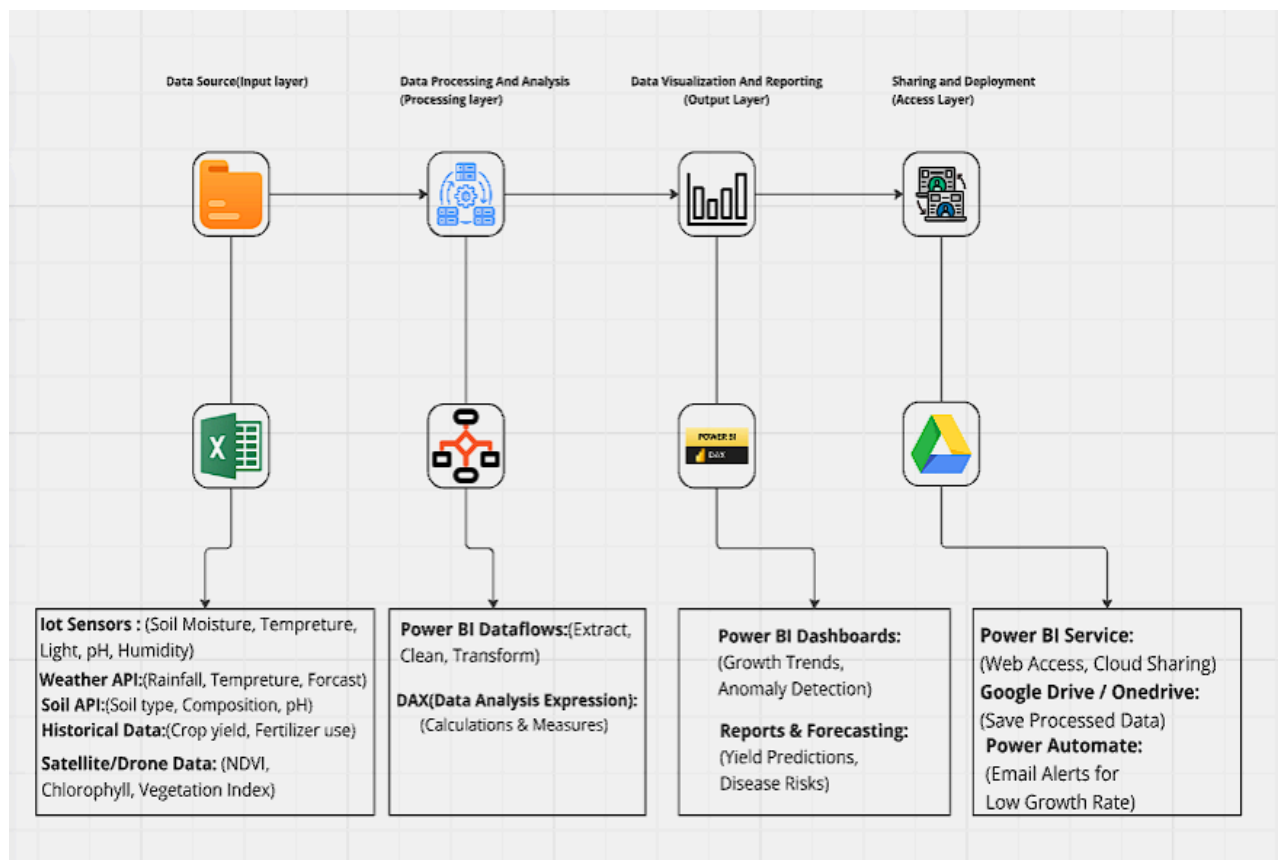 Data Source(Input layer)
Data Processing And Analysis
(Processing layer)
Data Visualization And Reporting
(Output Layer)
Sharing and Deployment
(Access Layer)
X
POWER BI
DAX
Iot Sensors : (Soil Moisture, Tempreture,
Light, pH, Humidity)
Weather API:(Rainfall, Tempreture, Forcast)
Soil API:(Soil type, Composition, pH)
Historical Data:(Crop yield, Fertilizer use)
Satellite/Drone Data: (NDVI,
Chlorophyll, Vegetation Index)
Power BI Dataflows:(Extract,
Clean, Transform)
DAX(Data Analysis Expression):
(Calculations & Measures)
Power BI Dashboards:
(Growth Trends,
Anomaly Detection)
Reports & Forecasting:
(Yield Predictions,
Disease Risks)
Power BI Service:
(Web Access, Cloud Sharing)
Google Drive / Onedrive:
(Save Processed Data)
Power Automate:
(Email Alerts for
Low Growth Rate)